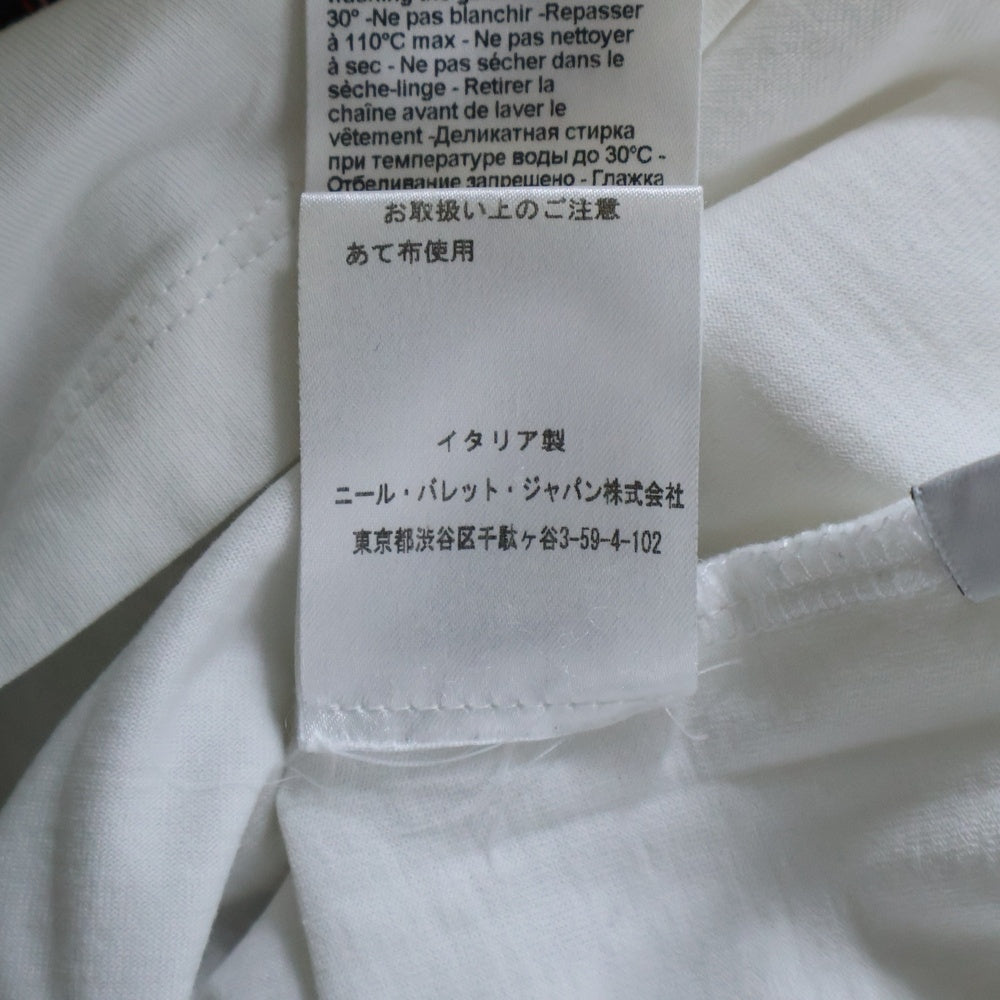 30° -Ne pas blanchir -Repasser
à 110°C max - Ne pas nettoyer
à sec - Ne pas sécher dans le
sèche-linge - Retirer la
chaîne avant de laver le
vêtement -Деликатная стирка
при температуре воды до 30°C -
Отбеливание запрещено - Глажка
お取扱い上のご注意
あて布使用
イタリア製
ニール・バレット・ジャパン株式会社
東京都渋谷区千駄ヶ谷3-59-4-102